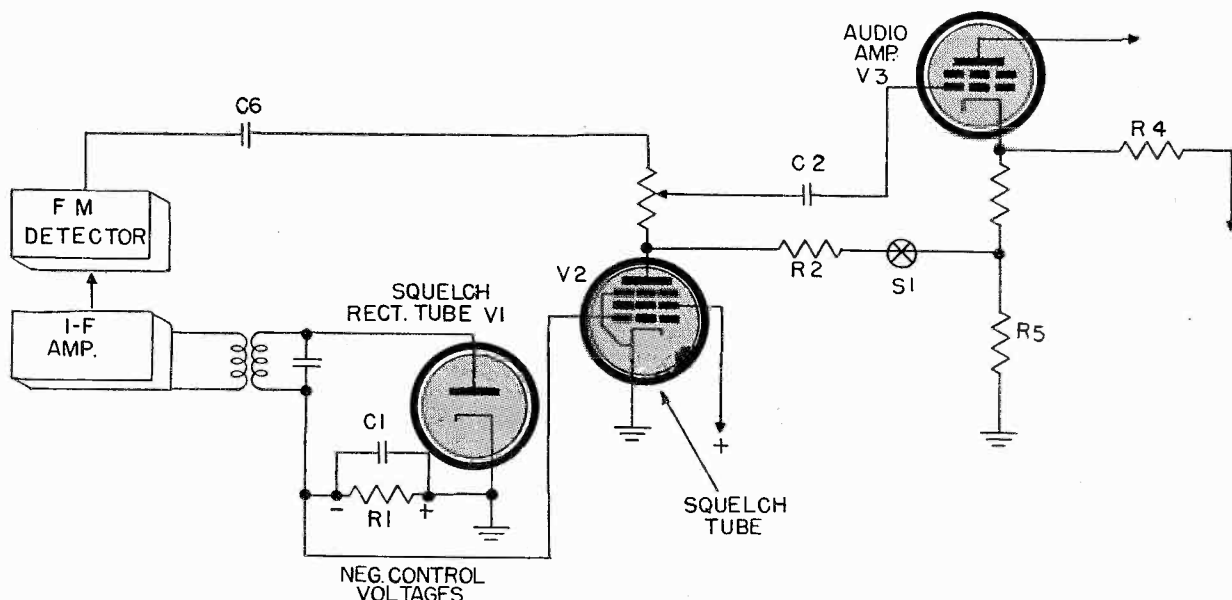 AUDIO
AMP.
V3
C6
R4
C2
FM
DETECTOR
V2
R2
S1
SQUELCH
RECT. TUBE V1
I-F
AMP.
R5
C1
+
-
R1
+
SQUELCH
TUBE
NEG. CONTROL
VOLTAGES